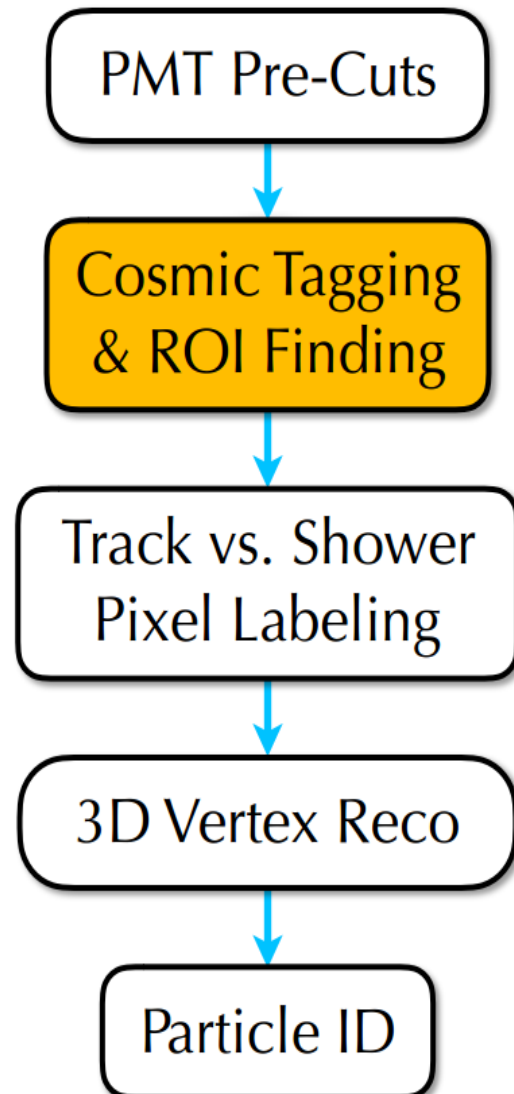 PMT Pre-Cuts
Cosmic Tagging
& ROI Finding
Track vs. Shower
Pixel Labeling
3D Vertex Reco
Particle ID